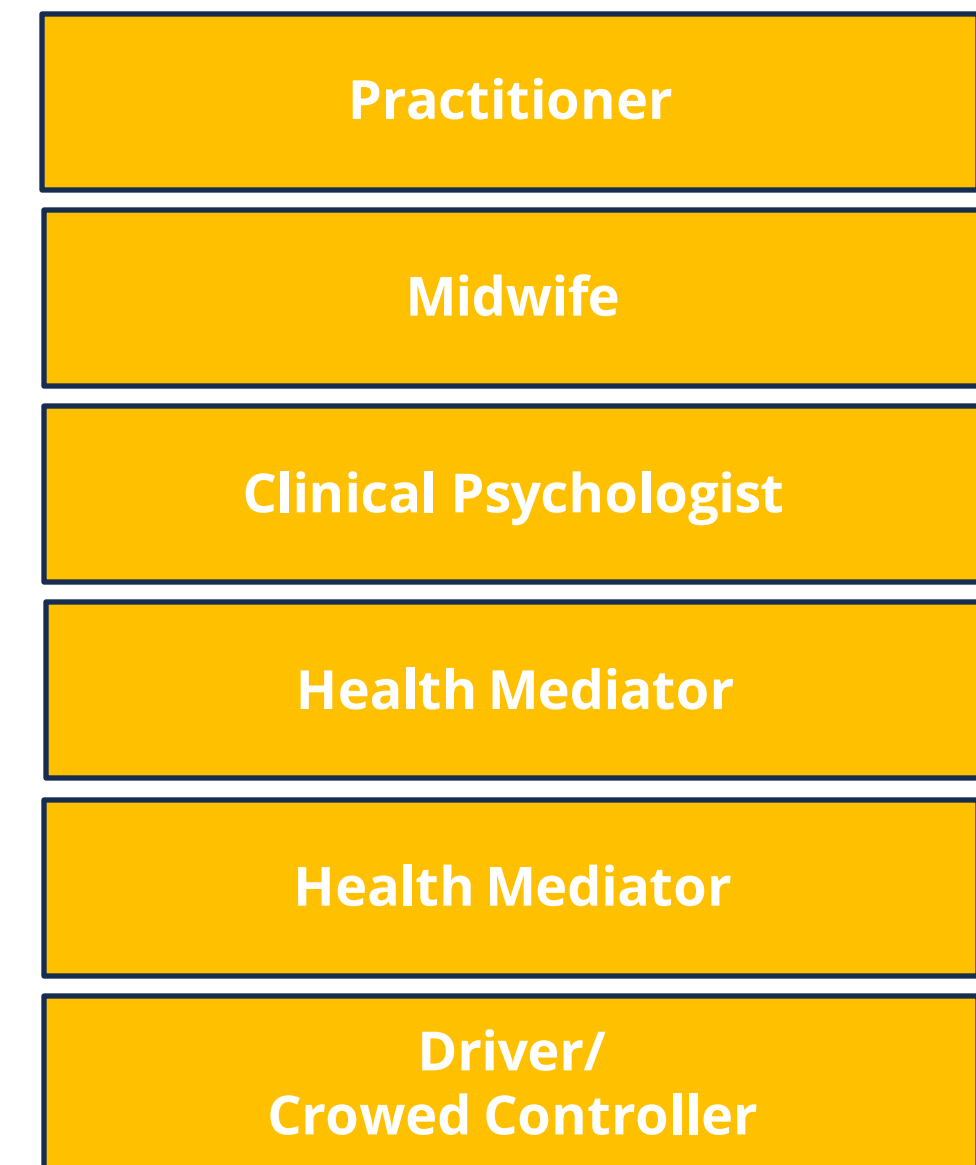 Practitioner
Midwife
Clinical Psychologist
Health Mediator
Health Mediator
Driver/
Crowed Controller